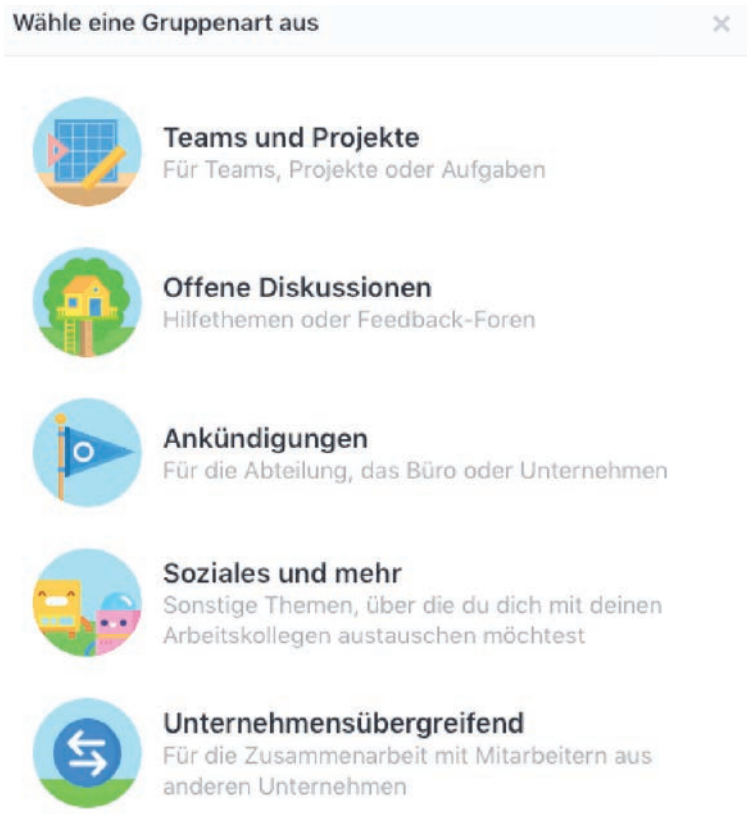 Wähle eine Gruppenart aus
Teams und Projekte
Für Teams, Projekte oder Aufgaben
Offene Diskussionen
Hilfethemen oder Feedback-Foren
Ankündigungen
Für die Abteilung, das Büro oder Unternehmen
Soziales und mehr
Sonstige Themen, über die du dich mit deinen
Arbeitskollegen austauschen möchtest
Unternehmensübergreifend
Für die Zusammenarbeit mit Mitarbeitern aus
anderen Unternehmen